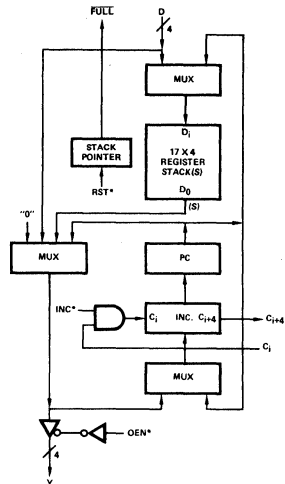 FULL
D
4
MUX
Di
17 X 4
REGISTER
STACK(S)
D0
(S)
STACK
POINTER
RST*
"0"
MUX
PC
INC*
Ci
INC. Ci+4
Ci+4
Ci
MUX
OEN*
4
Y